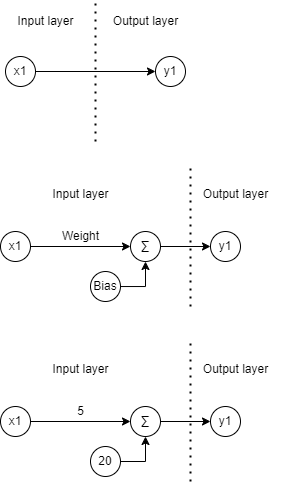 Input layer Output layer
x1 y1
Input layer Output layer
Weight
x1 Σ y1
Bias
Input layer Output layer
5
x1 Σ y1
20